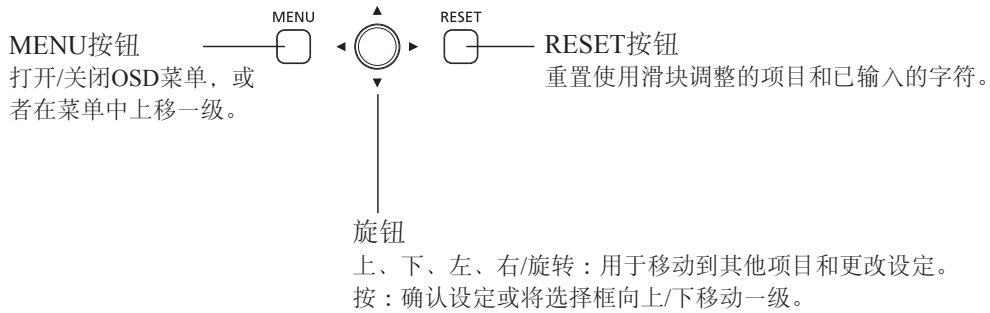 MENU
RESET
MENU按钮
打开/关闭OSD菜单，或
者在菜单中上移一级。
RESET按钮
重置使用滑块调整的项目和已输入的字符。
旋钮
上、下、左、右/旋转：用于移动到其他项目和更改设定。
按：确认设定或将选择框向上/下移动一级。